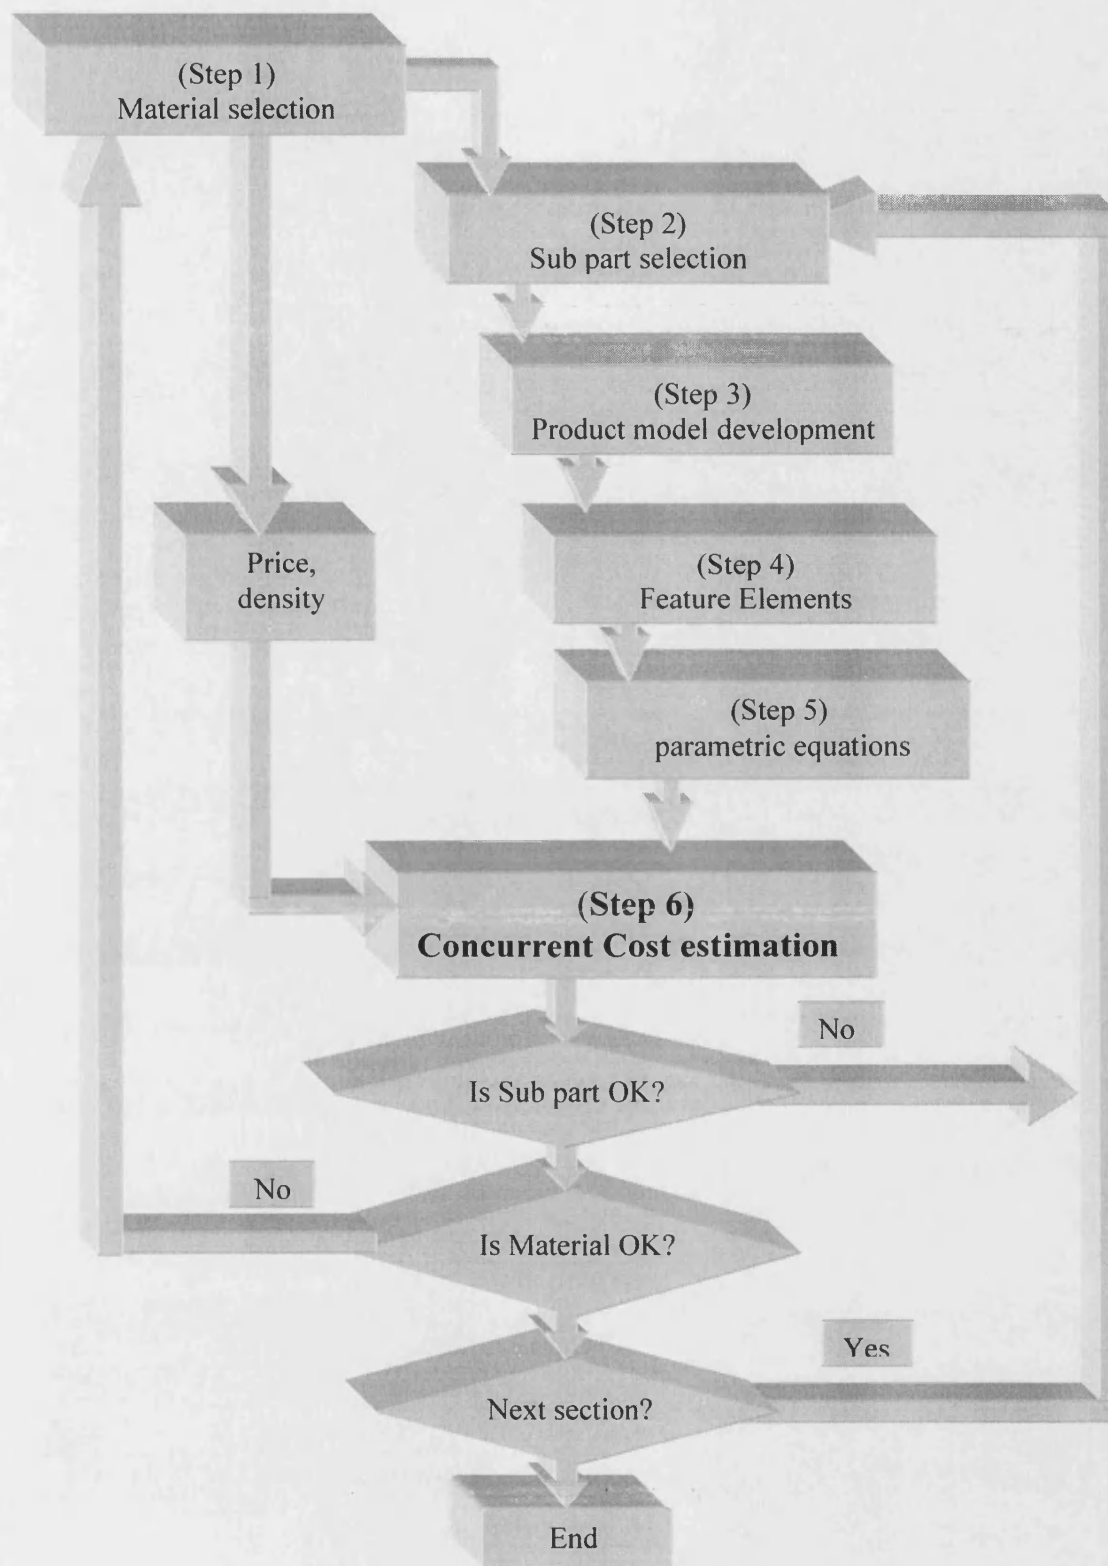 (Step 1)
Material selection
(Step 2)
Sub part selection
(Step 3)
Product model development
Price,
density
(Step 4)
Feature Elements
(Step 5)
parametric equations
(Step 6)
Concurrent Cost estimation
No
Is Sub part OK?
No
Is Material OK?
Yes
Next section?
End